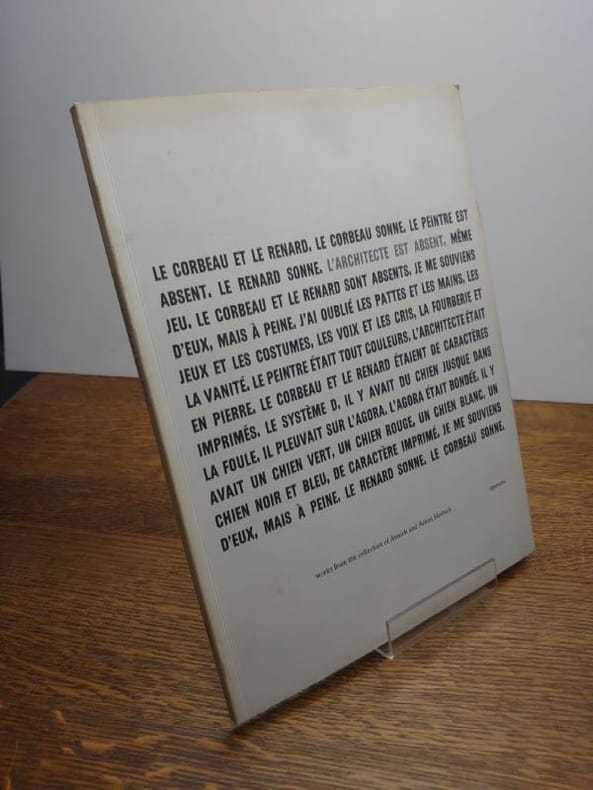 LE CORBEAU ET LE RENARD. LE CORBEAU SONNE. LE PEINTRE EST
ABSENT. LE RENARD SONNE. L'ARCHITECTE EST ABSENT. MÊME
JEU. LE CORBEAU ET LE RENARD SONT ABSENTS. JE ME SOUVIENS
D'EUX, MAIS À PEINE. J'AI OUBLIÉ LES PATTES ET LES MAINS, LES
JEUX ET LES COSTUMES, LES VOIX ET LES CRIS, LA FOURBERIE ET
LA VANITÉ. LE PEINTRE ÉTAIT TOUT COULEURS. L'ARCHITECTE ÉTAIT
EN PIERRE. LE CORBEAU ET LE RENARD ÉTAIENT DE CARACTÈRES
IMPRIMÉS. LE SYSTÈME D. IL Y AVAIT DU CHIEN JUSQUE DANS
LA FOULE. IL PLEUVAIT SUR L'AGORA. L'AGORA ÉTAIT BONDÉE. IL Y
AVAIT UN CHIEN VERT, UN CHIEN ROUGE, UN CHIEN BLANC, UN
CHIEN NOIR ET BLEU, DE CARACTÈRE IMPRIMÉ. JE ME SOUVIENS
D'EUX, MAIS À PEINE. LE RENARD SONNE. LE CORBEAU SONNE.
works from the collection of Annick and Anton Herbert